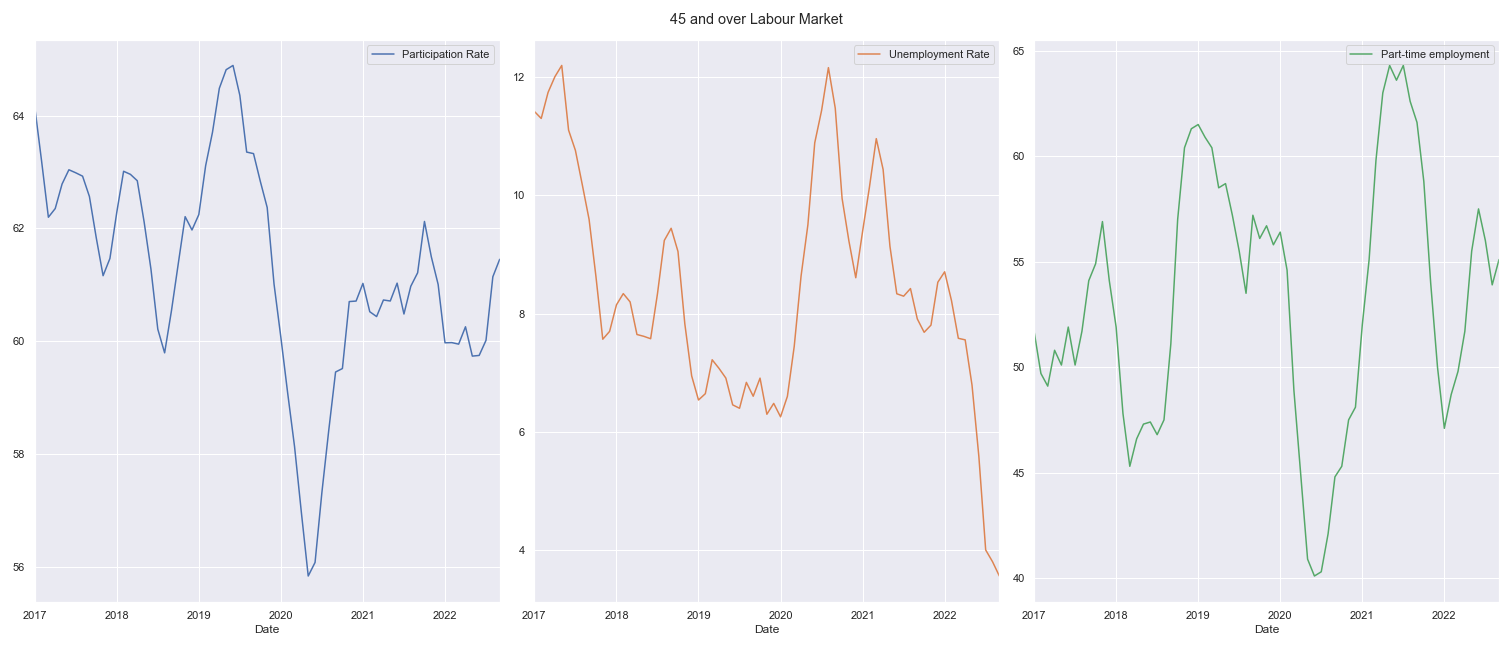 45 and over Labour Market
Participation Rate
64
62
60
58
56
2017 2018 2019 2020 2021 2022
Date
Unemployment Rate
12
10
8
6
4
2017 2018 2019 2020 2021 2022
Date
Part-time employment
65
60
55
50
45
40
2017 2018 2019 2020 2021 2022
Date